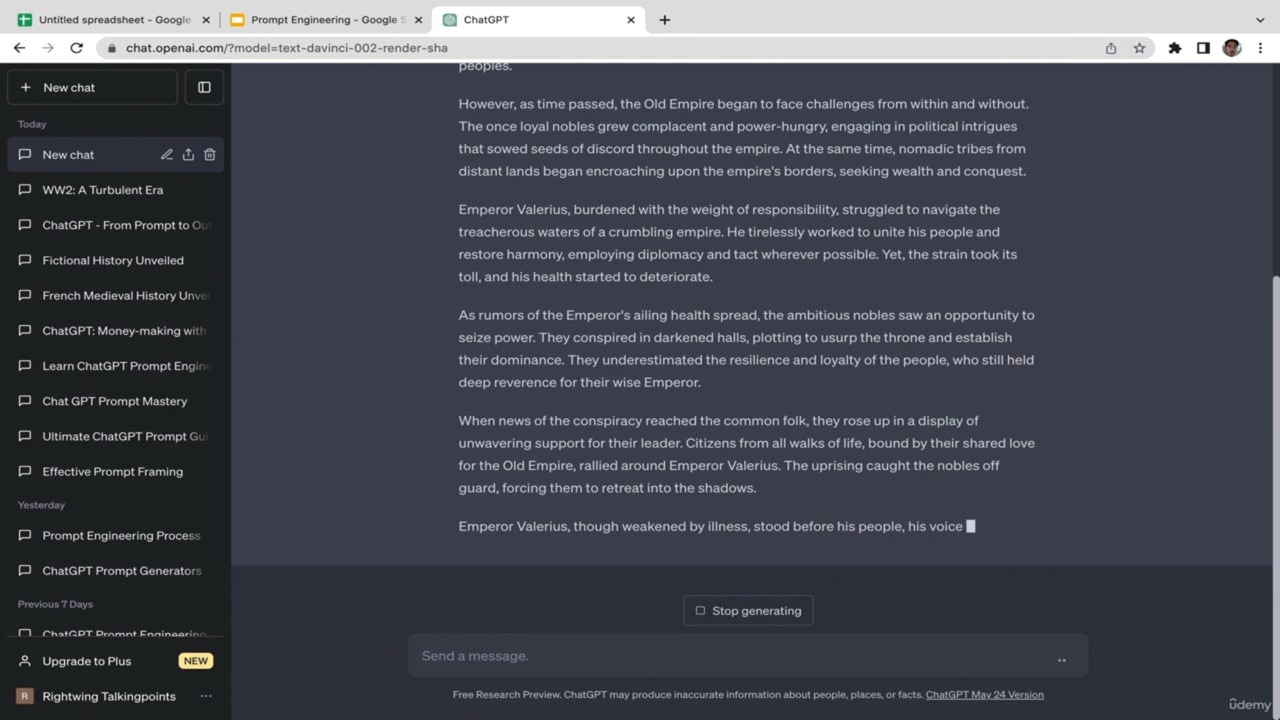 Untitled spreadsheet - Google
Prompt Engineering - Google S
ChatGPT
chat.openai.com/?model=text-davinci-002-render-sha
New chat
Today
New chat
WW2: A Turbulent Era
ChatGPT - From Prompt to Out
Fictional History Unveiled
French Medieval History Unvei
ChatGPT: Money-making with
Learn ChatGPT Prompt Engine
Chat GPT Prompt Mastery
Ultimate ChatGPT Prompt Gui
Effective Prompt Framing
Yesterday
Prompt Engineering Process
ChatGPT Prompt Generators
Previous 7 Days
ChatGPT Prompt Engineering
Upgrade to Plus
NEW
R
Rightwing Talkingpoints
peoples.
However, as time passed, the Old Empire began to face challenges from within and without.
The once loyal nobles grew complacent and power-hungry, engaging in political intrigues
that sowed seeds of discord throughout the empire. At the same time, nomadic tribes from
distant lands began encroaching upon the empire's borders, seeking wealth and conquest.
Emperor Valerius, burdened with the weight of responsibility, struggled to navigate the
treacherous waters of a crumbling empire. He tirelessly worked to unite his people and
restore harmony, employing diplomacy and tact wherever possible. Yet, the strain took its
toll, and his health started to deteriorate.
As rumors of the Emperor's ailing health spread, the ambitious nobles saw an opportunity to
seize power. They conspired in darkened halls, plotting to usurp the throne and establish
their dominance. They underestimated the resilience and loyalty of the people, who still held
deep reverence for their wise Emperor.
When news of the conspiracy reached the common folk, they rose up in a display of
unwavering support for their leader. Citizens from all walks of life, bound by their shared love
for the Old Empire, rallied around Emperor Valerius. The uprising caught the nobles off
guard, forcing them to retreat into the shadows.
Emperor Valerius, though weakened by illness, stood before his people, his voice
Stop generating
Send a message.
Free Research Preview. ChatGPT may produce inaccurate information about people, places, or facts. ChatGPT May 24 Version
ûdemy